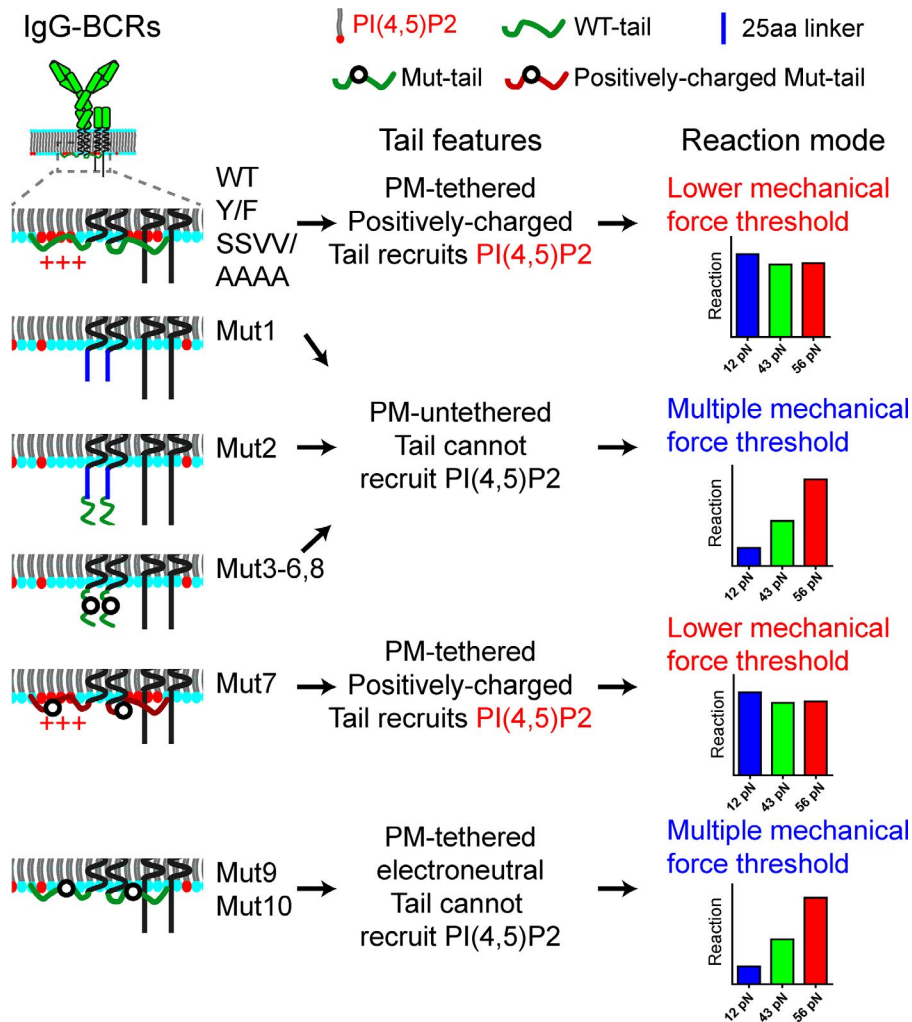 IgG-BCRs
PI(4,5)P2
WT-tail
25aa linker
Mut-tail
Positively-charged Mut-tail
Tail features
Reaction mode
WT
Y/F
SSVV/
AAAA
+++
PM-tethered
Positively-charged
Tail recruits PI(4,5)P2
Lower mechanical
force threshold
Reaction
12 pN
43 pN
56 pN
Mut1
Mut2
Mut3-6,8
PM-untethered
Tail cannot
recruit PI(4,5)P2
Multiple mechanical
force threshold
Reaction
12 pN
43 pN
56 pN
Mut7
+++
PM-tethered
Positively-charged
Tail recruits PI(4,5)P2
Lower mechanical
force threshold
Reaction
12 pN
43 pN
56 pN
Mut9
Mut10
PM-tethered
electroneutral
Tail cannot
recruit PI(4,5)P2
Multiple mechanical
force threshold
Reaction
12 pN
43 pN
56 pN